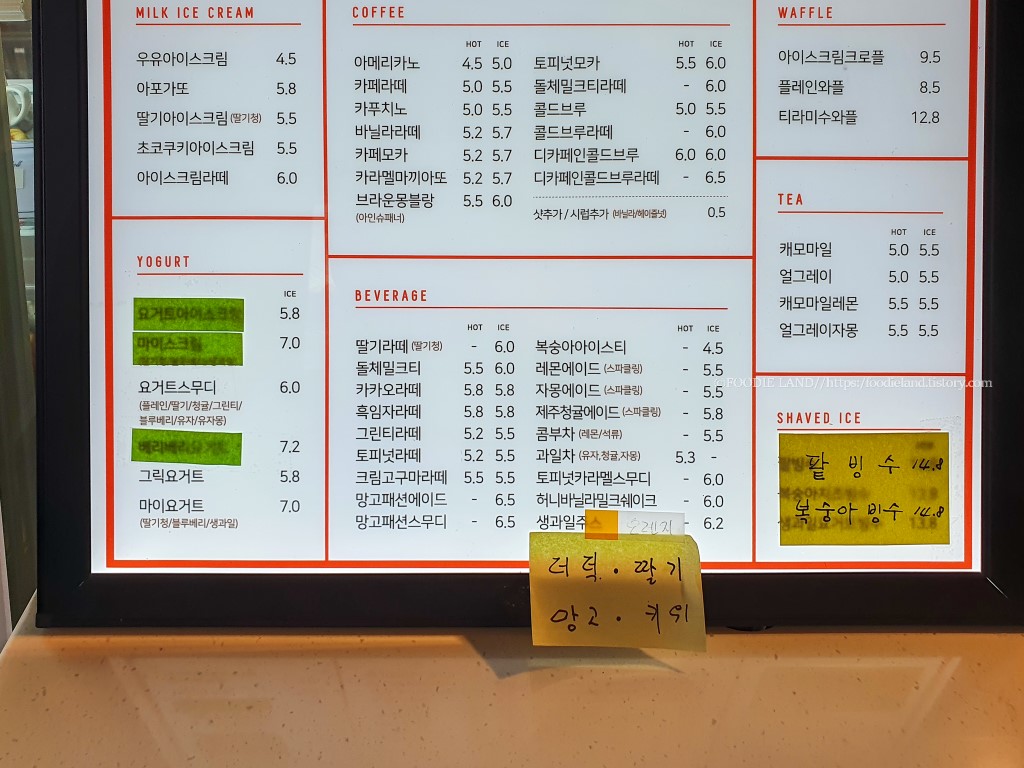 MILK ICE CREAM
우유아이스크림 4.5
아포가또 5.8
딸기아이스크림 (딸기청) 5.5
초코쿠키아이스크림 5.5
아이스크림라떼 6.0
YOGURT
ICE
요거트아이스크림 5.8
마이스크림 7.0
요거트스무디 6.0
(플레인/딸기/청귤/그린티/
블루베리/유자/유자몽)
베리베리요거트 7.2
그릭요거트 5.8
마이요거트 7.0
(딸기청/블루베리/생과일)
COFFEE
HOT ICE
아메리카노 4.5 5.0
카페라떼 5.0 5.5
카푸치노 5.0 5.5
바닐라라떼 5.2 5.7
카페모카 5.2 5.7
카라멜마끼아또 5.2 5.7
브라운몽블랑 5.5 6.0
(아인슈패너)
HOT ICE
토피넛모카 5.5 6.0
돌체밀크티라떼 - 6.0
콜드브루 5.0 5.5
콜드브루라떼 - 6.0
디카페인콜드브루 6.0 6.0
디카페인콜드브루라떼 - 6.5
샷추가 / 시럽추가 (바닐라/헤이즐넛) 0.5
BEVERAGE
HOT ICE
딸기라떼 (딸기청) - 6.0
돌체밀크티 5.5 6.0
카카오라떼 5.8 5.8
흑임자라떼 5.8 5.8
그린티라떼 5.2 5.5
토피넛라떼 5.2 5.5
크림고구마라떼 5.5 5.5
망고패션에이드 - 6.5
망고패션스무디 - 6.5
HOT ICE
복숭아아이스티 - 4.5
레몬에이드 (스파클링) - 5.5
자몽에이드 (스파클링) - 5.5
제주청귤에이드 (스파클링) - 5.8
콤부차 (레몬/석류) - 5.5
과일차 (유자,청귤,자몽) 5.3 -
토피넛카라멜스무디 - 6.0
허니바닐라밀크쉐이크 - 6.0
생과일주스 오렌지 - 6.2
더덕 · 딸기
망고 · 키위
WAFFLE
아이스크림크로플 9.5
플레인와플 8.5
티라미수와플 12.8
TEA
HOT ICE
캐모마일 5.0 5.5
얼그레이 5.0 5.5
캐모마일레몬 5.5 5.5
얼그레이자몽 5.5 5.5
FOODIE LAND//https://foodieland.tistory.com
SHAVED ICE
팥 빙 수 14.8
복숭아 빙수 14.8